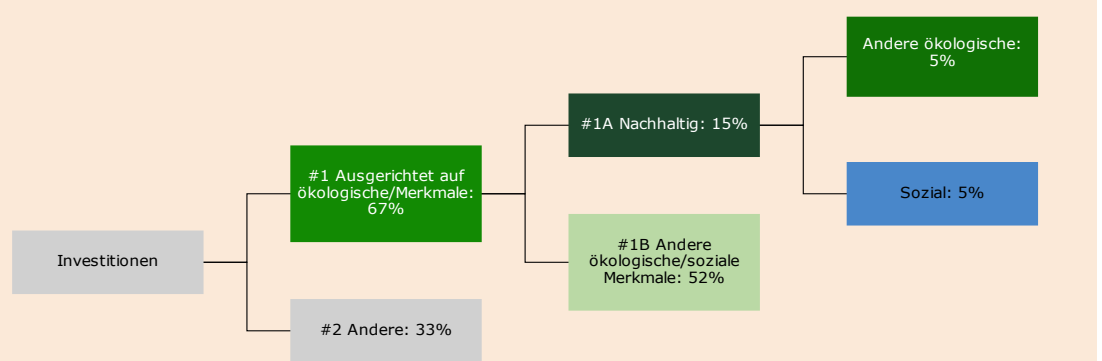 Investitionen
#1 Ausgerichtet auf
ökologische/Merkmale:
67%
#2 Andere: 33%
#1A Nachhaltig: 15%
#1B Andere
ökologische/soziale
Merkmale: 52%
Andere ökologische:
5%
Sozial: 5%